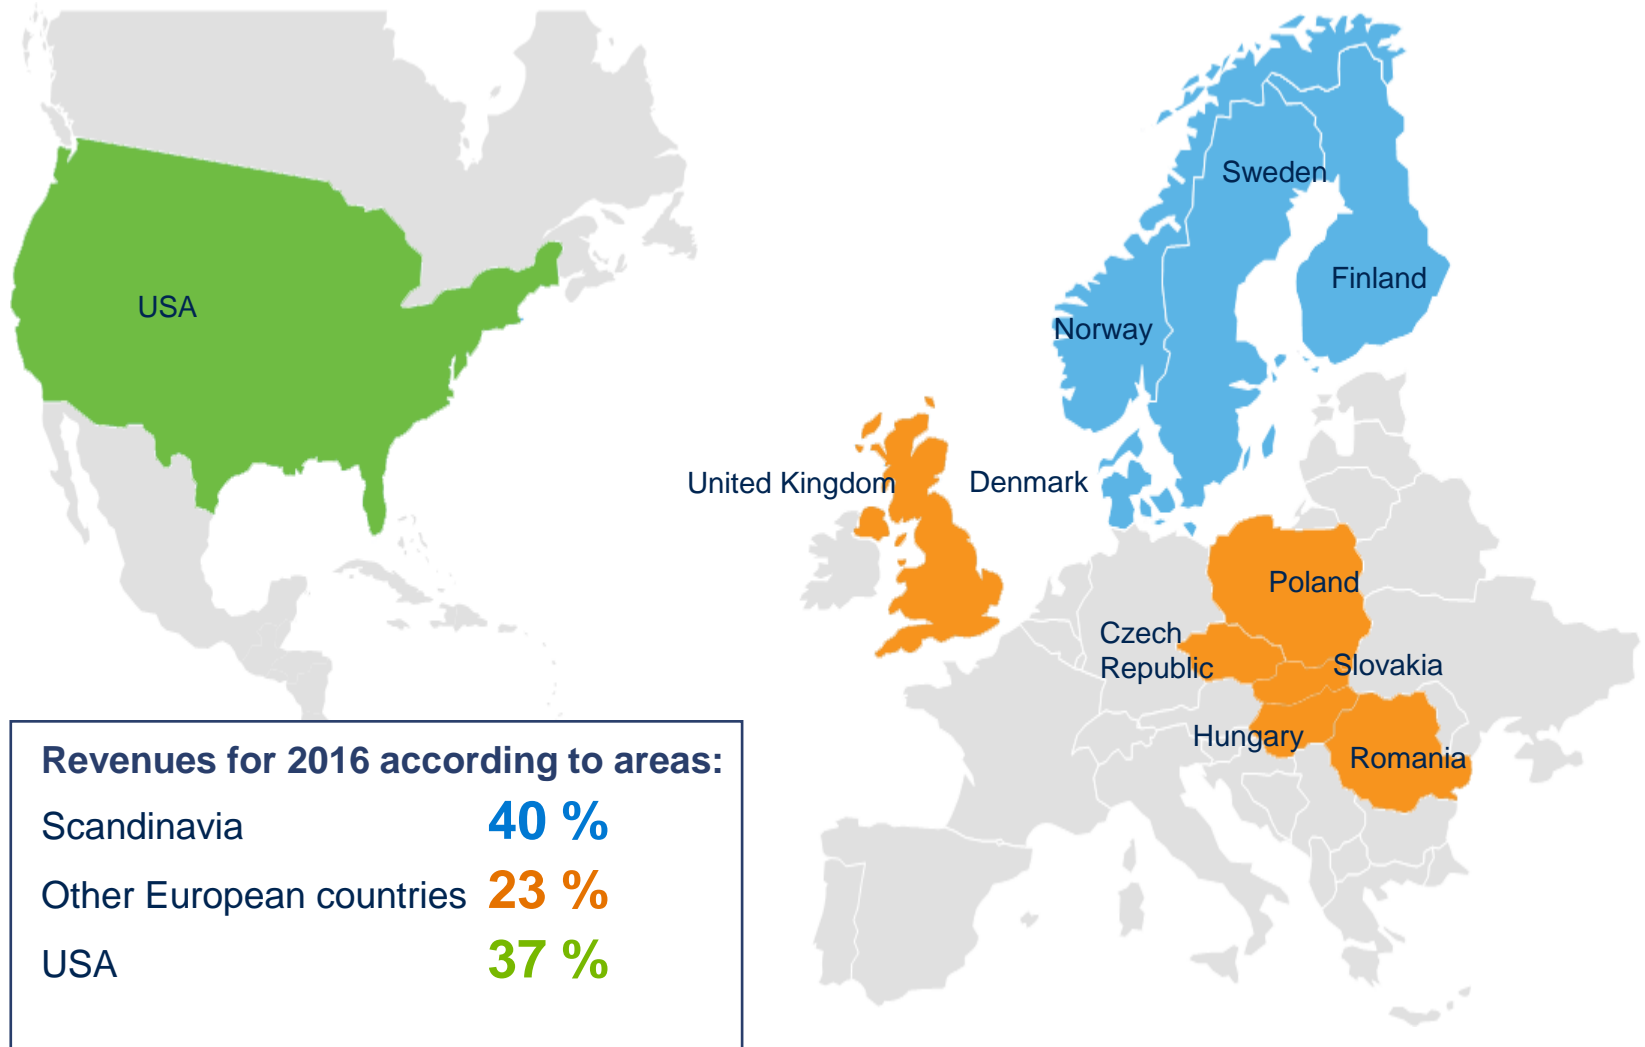 USA
Sweden
Finland
Norway
United Kingdom
Denmark
Poland
Czech
Republic
Slovakia
Hungary
Romania
Revenues for 2016 according to areas:
Scandinavia 40 %
Other European countries 23 %
USA 37 %